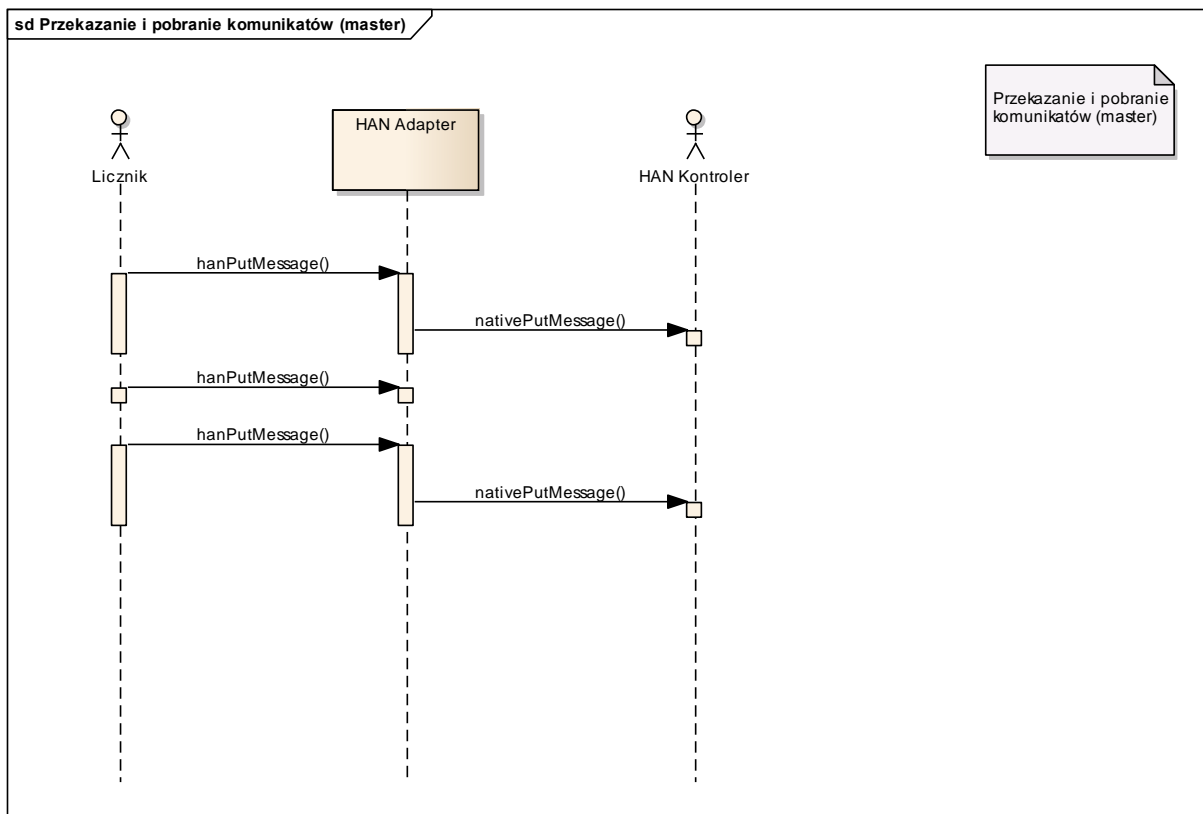 sd Przekazanie i pobranie komunikatów (master)
Przekazanie i pobranie
komunikatów (master)
HAN Adapter
Licznik
HAN Kontroler
hanPutMessage()
nativePutMessage()
hanPutMessage()
hanPutMessage()
nativePutMessage()